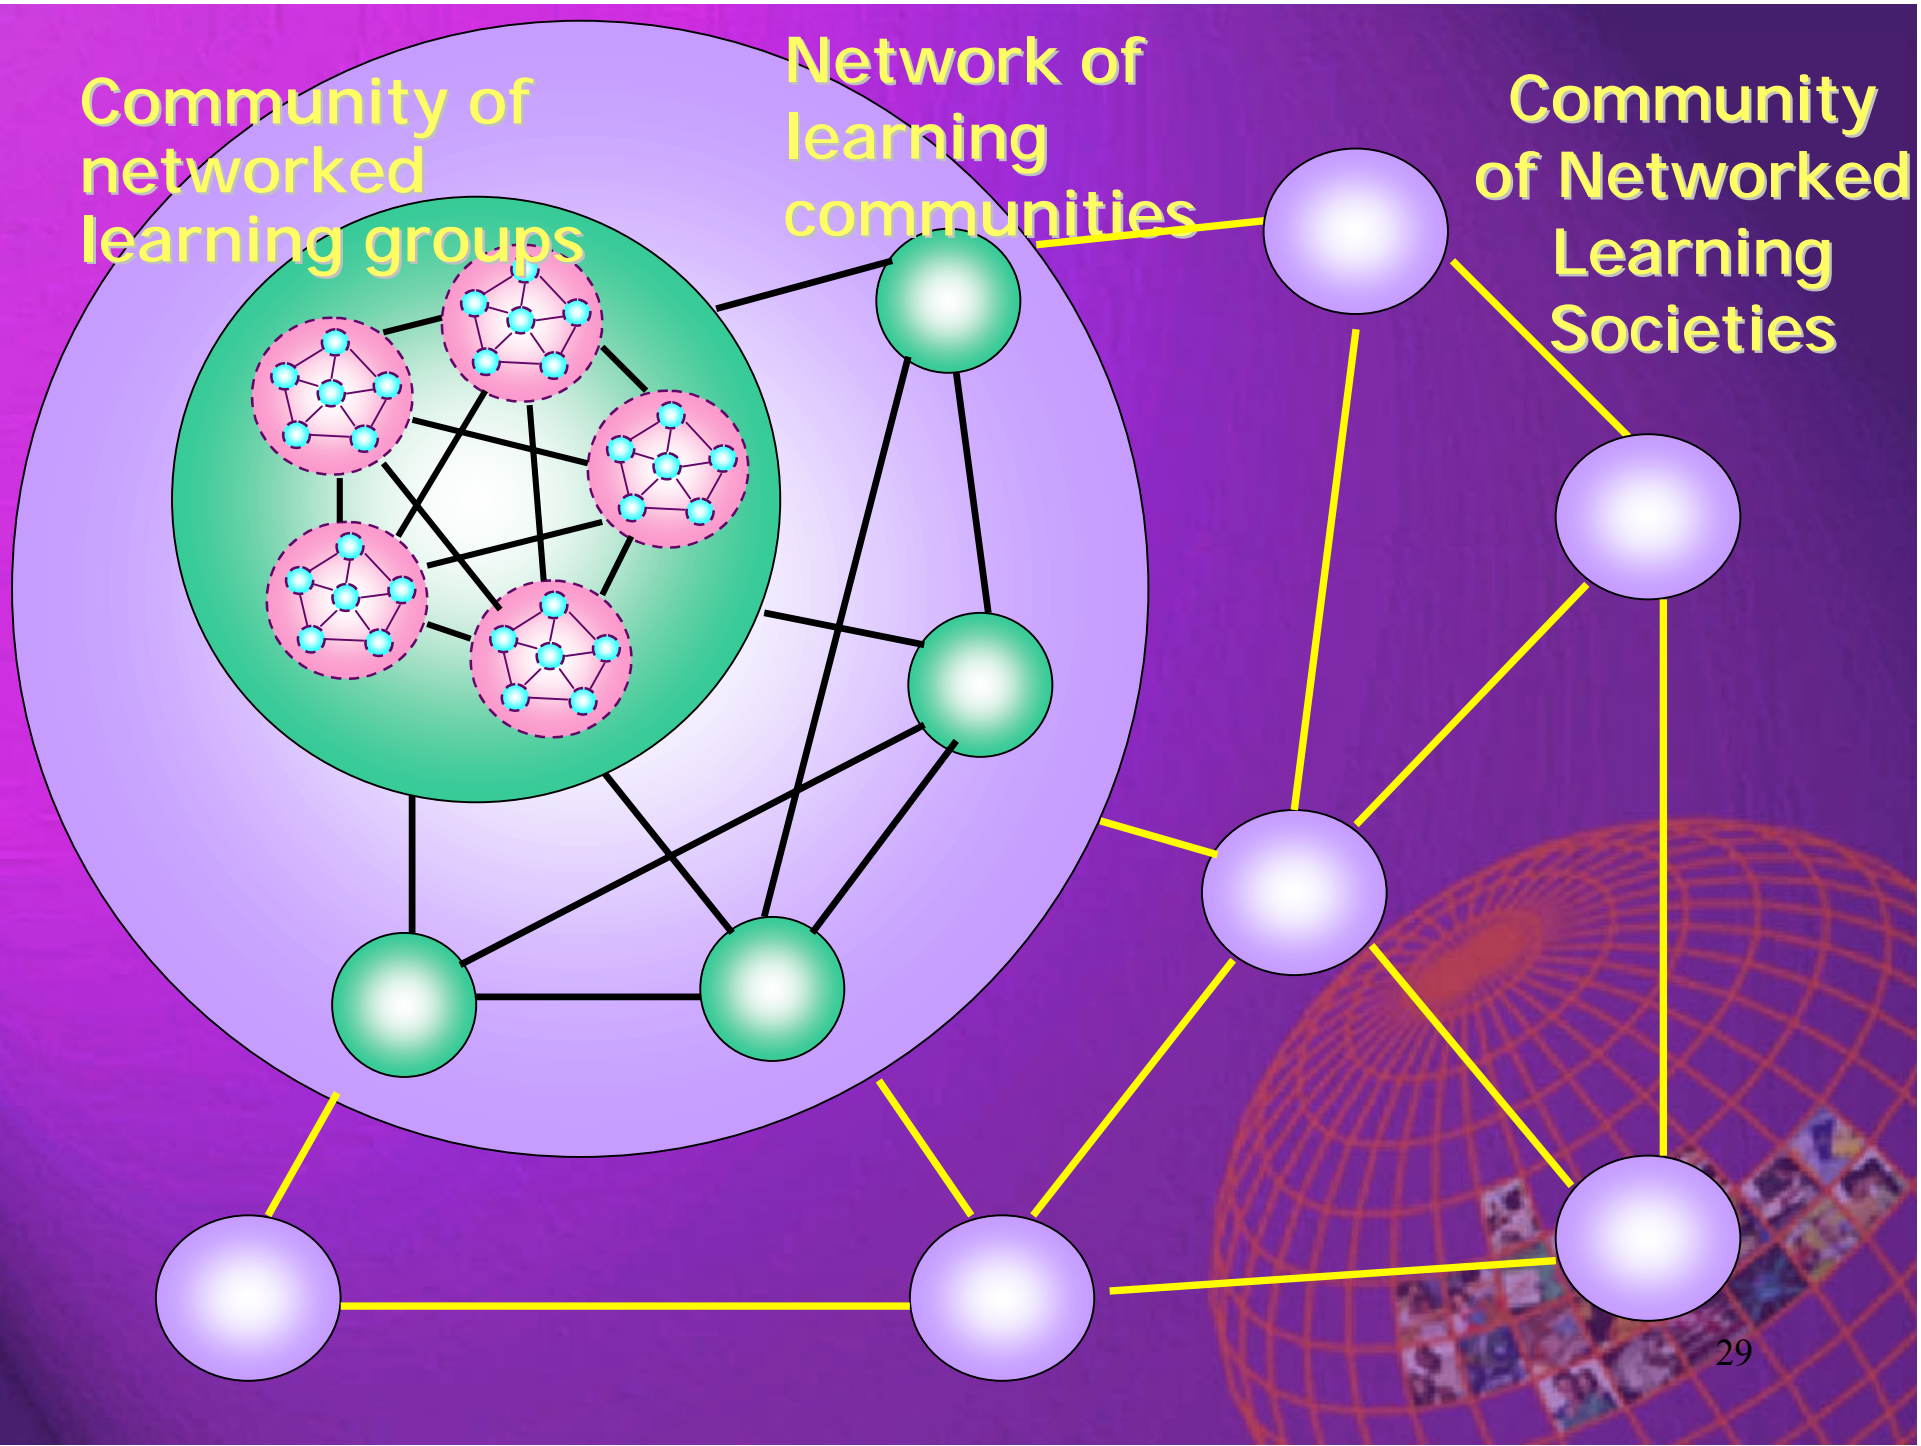 Community of
networked
learning groups
Network of
learning
communities
Community
of Networked
Learning
Societies
29